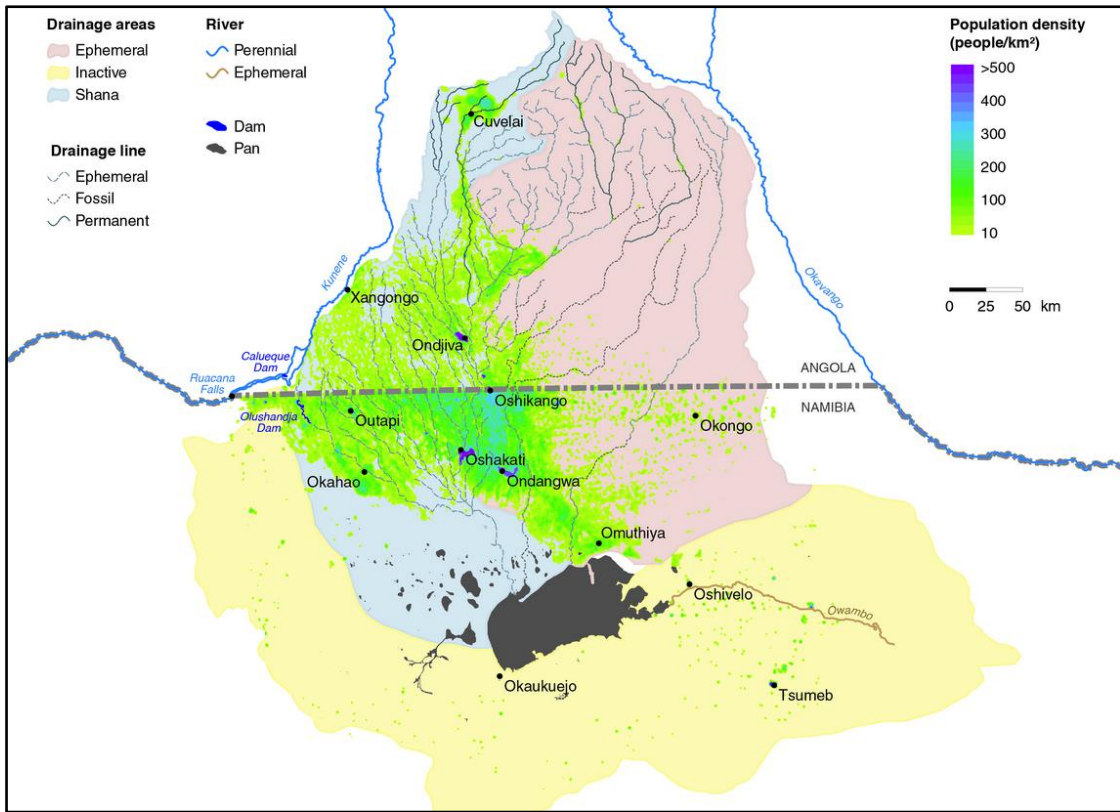 Drainage areas
Ephemeral
Inactive
Shana
Drainage line
Ephemeral
Fossil
Permanent
River
Perennial
Ephemeral
Dam
Pan
Population density
(people/km²)
>500
400
300
200
100
10
0 25 50 km
Cuvelai
Kunene
Xangongo
Okavango
Ondjiva
Calueque
Dam
Ruacana
Falls
ANGOLA
NAMIBIA
Oshikango
Olushandja
Dam
Outapi
Okongo
Oshakati
Okahao
Ondangwa
Omuthiya
Oshivelo
Owambo
Okaukuejo
Tsumeb